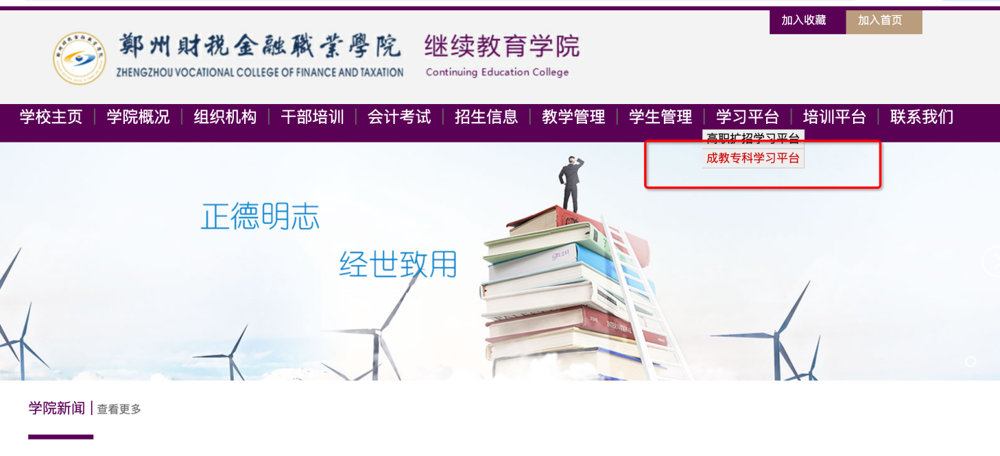 加入收藏 加入首页
鄭州財税金融職業學院 继续教育学院
ZHENGZHOU VOCATIONAL COLLEGE OF FINANCE AND TAXATION Continuing Education College
学校主页 | 学院概况 | 组织机构 | 干部培训 | 会计考试 | 招生信息 | 教学管理 | 学生管理 | 学习平台 | 培训平台 | 联系我们
高职扩招学习平台
成教专科学习平台
正德明志
经世致用
INTERNATIONAL
学院新闻 | 查看更多